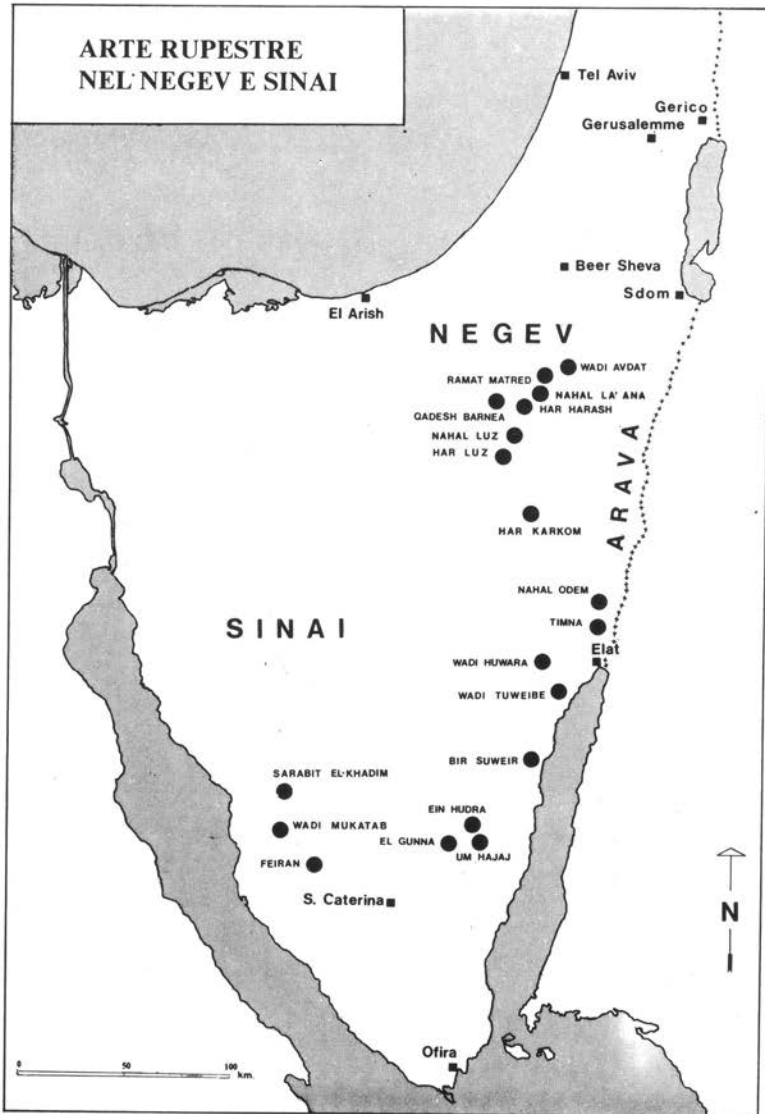 ARTE RUPESTRE
NEL NEGEV E SINAI
Tel Aviv
Gerico
Gerusalemme
Beer Sheva
Sdom
El Arish
NEGEV
WADI AVDAT
RAMAT MATRED
NAHAL LA'ANA
QADESH BARNEA
HAR HARASH
NAHAL LUZ
HAR LUZ
ARAVA
HAR KARKOM
NAHAL ODEM
SINAI
TIMNA
Elat
WADI HUWARA
WADI TUWEIBE
BIR SUWEIR
SARABIT EL-KHADIM
EIN HUDRA
WADI MUKATAB
EL GUNNA
UM HAJAJ
FEIRAN
S. Caterina
N
Ofira
0 50 100
km.